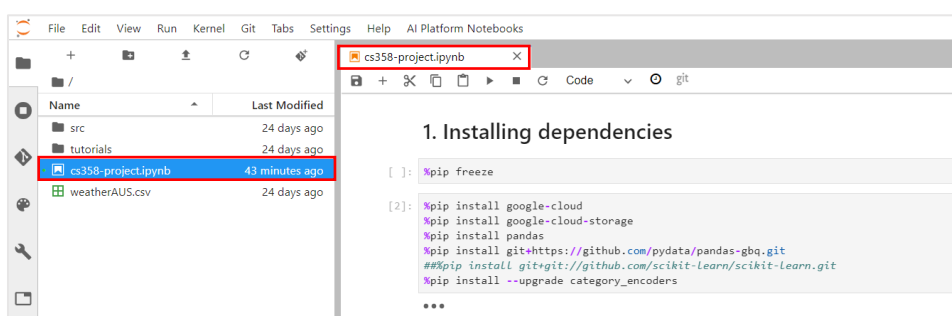 File Edit View Run Kernel Git Tabs Settings Help AI Platform Notebooks
/
Name Last Modified
src 24 days ago
tutorials 24 days ago
cs358-project.ipynb 43 minutes ago
weatherAUS.csv 24 days ago
cs358-project.ipynb
Code git
1. Installing dependencies
[ ]: %pip freeze
[2]: %pip install google-cloud
%pip install google-cloud-storage
%pip install pandas
%pip install git+https://github.com/pydata/pandas-gbq.git
##%pip install git+git://github.com/scikit-learn/scikit-learn.git
%pip install --upgrade category_encoders